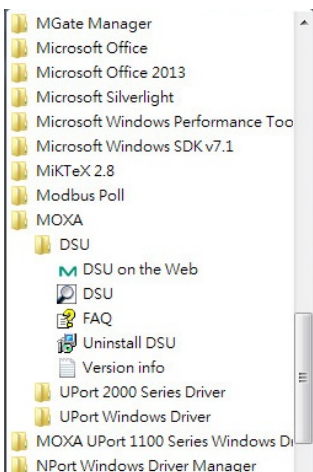 MGate Manager
Microsoft Office
Microsoft Office 2013
Microsoft Silverlight
Microsoft Windows Performance Too
Microsoft Windows SDK v7.1
MiKTeX 2.8
Modbus Poll
MOXA
DSU
DSU on the Web
DSU
FAQ
Uninstall DSU
Version info
UPort 2000 Series Driver
UPort Windows Driver
MOXA UPort 1100 Series Windows Dr
NPort Windows Driver Manager